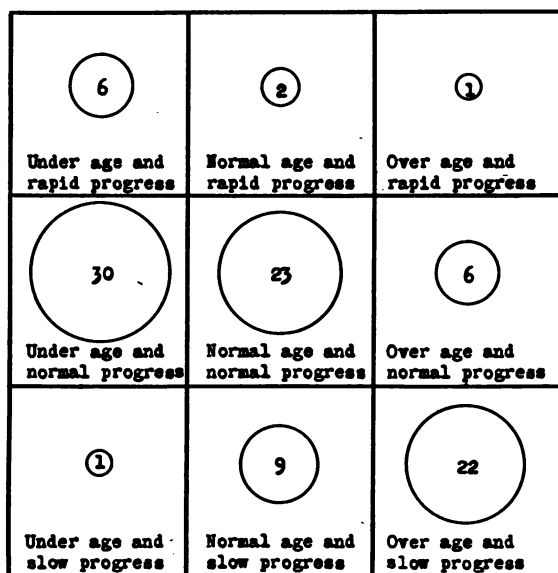 6
2
1
Under age and
rapid progress
Normal age and
rapid progress
Over age and
rapid progress
30
23
6
Under age and
normal progress
Normal age and
normal progress
Over age and
normal progress
1
9
22
Under age and
slow progress
Normal age and
slow progress
Over age and
slow progress